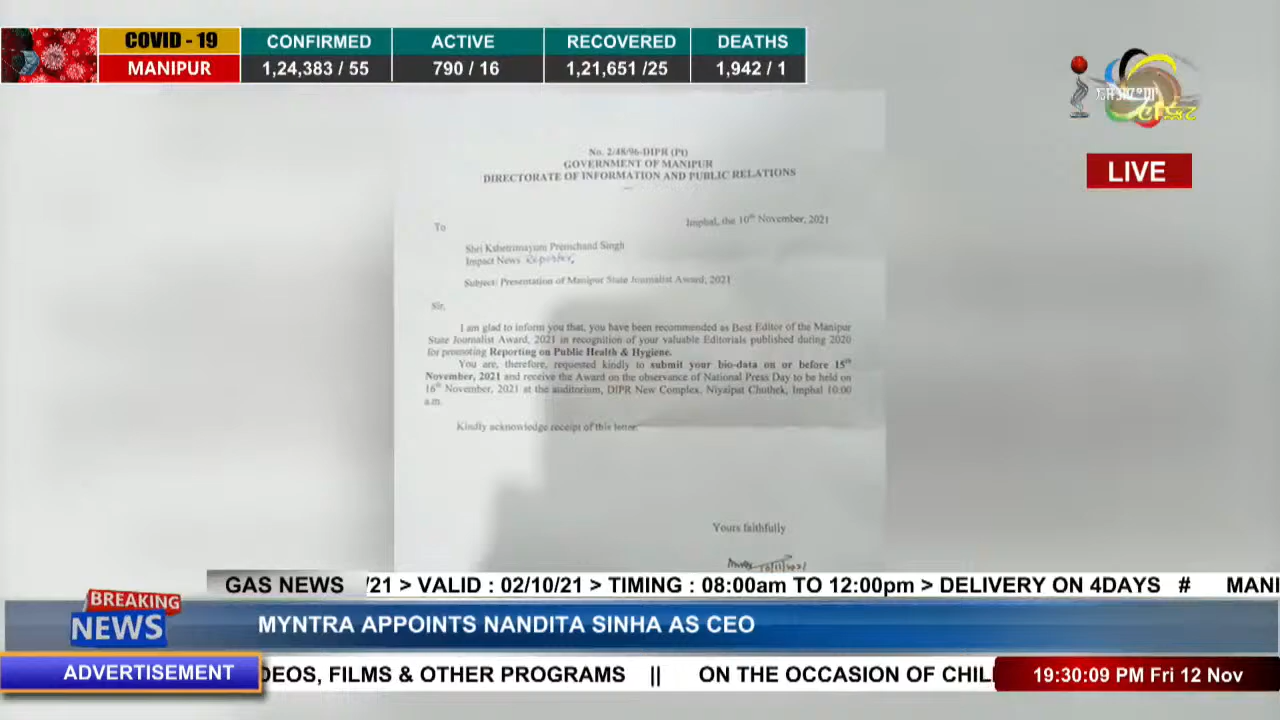 COVID - 19 CONFIRMED ACTIVE RECOVERED DEATHS
MANIPUR 1,24,383 / 55 790 / 16 1,21,651 /25 1,942 / 1
LIVE
No. 2/48/96-DIPR (Pt)
GOVERNMENT OF MANIPUR
DIRECTORATE OF INFORMATION AND PUBLIC RELATIONS
Imphal, the 10th November, 2021
To
Shri Kshetrimayum Premchand Singh
Impact News Reporter,
Subject: Presentation of Manipur State Journalist Award, 2021
Sir,
I am glad to inform you that, you have been recommended as Best Editor of the Manipur
State Journalist Award, 2021 in recognition of your valuable Editorials published during 2020
for promoting Reporting on Public Health & Hygiene.
You are, therefore, requested kindly to submit your bio-data on or before 15th
November, 2021 and receive the Award on the observance of National Press Day to be held on
16th November, 2021 at the auditorium, DIPR New Complex, Nityaipat Chuthek, Imphal 10:00
a.m.
Kindly acknowledge receipt of this letter.
Yours faithfully
GAS NEWS /21 > VALID : 02/10/21 > TIMING : 08:00am TO 12:00pm > DELIVERY ON 4DAYS # MANI
BREAKING
NEWS
MYNTRA APPOINTS NANDITA SINHA AS CEO
ADVERTISEMENT DEOS, FILMS & OTHER PROGRAMS || ON THE OCCASION OF CHIL 19:30:09 PM Fri 12 Nov